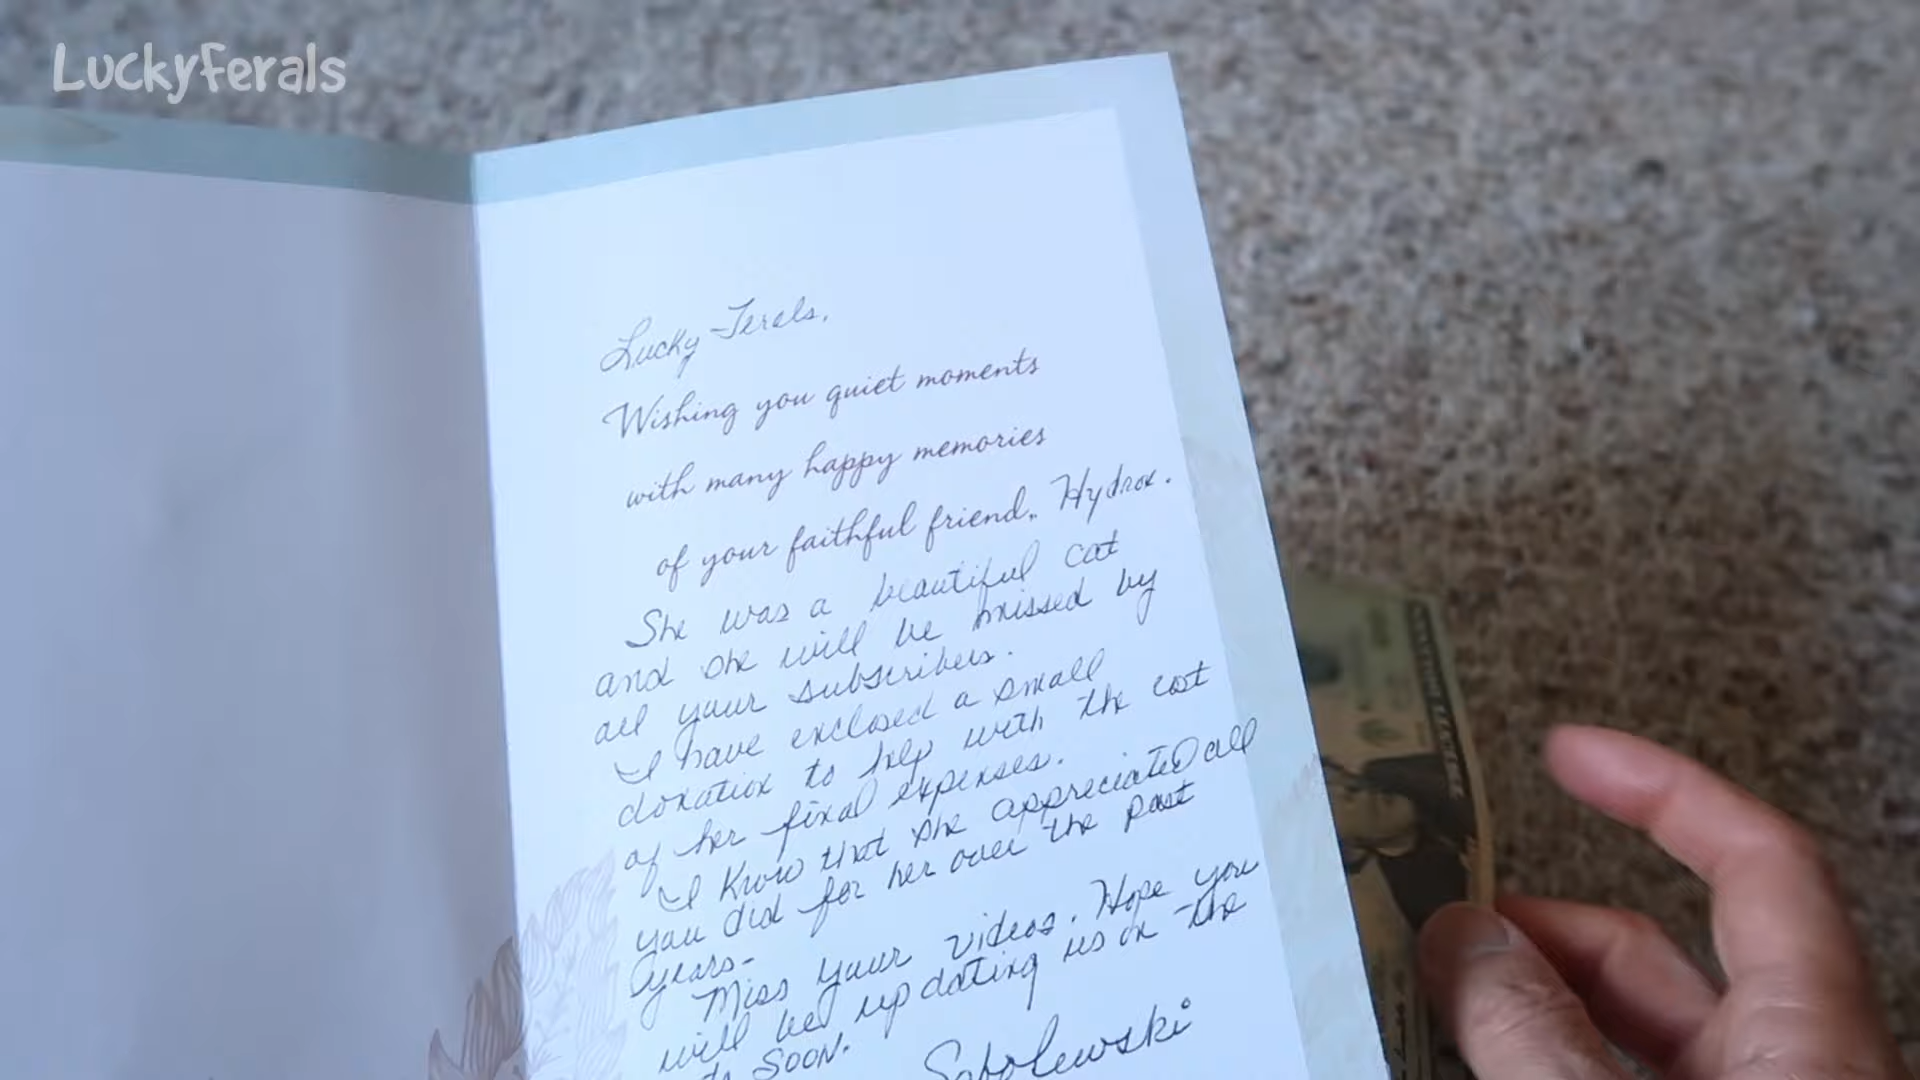 LuckyFerals
Lucky Ferals,
Wishing you quiet moments
with many happy memories
of your faithful friend. Hydrox.
She was a beautiful cat
and she will be missed by
all your subscribers.
I have enclosed a small
donation to help with the cost
of her final expenses.
I know that she appreciated all
you did for her over the past
years-
Miss your videos. Hope you
will be updating us on the
Soon.
Sobolewski